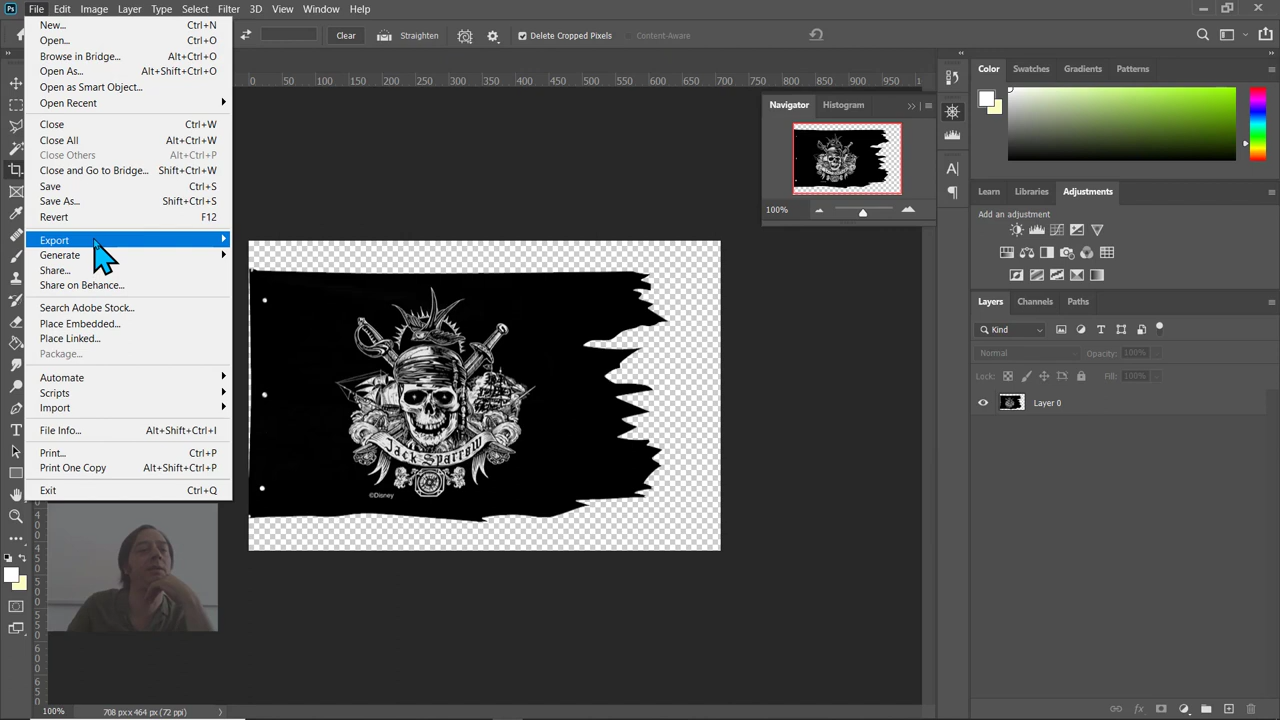 Ps File Edit Image Layer Type Select Filter 3D View Window Help
Clear Straighten Delete Cropped Pixels Content-Aware
New... Ctrl+N
Open... Ctrl+O
Browse in Bridge... Alt+Ctrl+O
Open As... Alt+Shift+Ctrl+O
Open as Smart Object...
Open Recent
Close Ctrl+W
Close All Alt+Ctrl+W
Close Others Alt+Ctrl+P
Close and Go to Bridge... Shift+Ctrl+W
Save Ctrl+S
Save As... Shift+Ctrl+S
Revert F12
Export
Generate
Share...
Share on Behance...
Search Adobe Stock...
Place Embedded...
Place Linked...
Package...
Automate
Scripts
Import
File Info... Alt+Shift+Ctrl+I
Print... Ctrl+P
Print One Copy Alt+Shift+Ctrl+P
Exit Ctrl+Q
0 50 100 150 200 250 300 350 400 450 500 550 600 650 700 750 800 850 900 950 1
Jack Sparrow
©Disney
Navigator Histogram
100%
Color Swatches Gradients Patterns
Learn Libraries Adjustments
Add an adjustment
Layers Channels Paths
Kind
Normal Opacity: 100%
Lock: Fill: 100%
Layer 0
100% 708 px x 464 px (72 ppi)